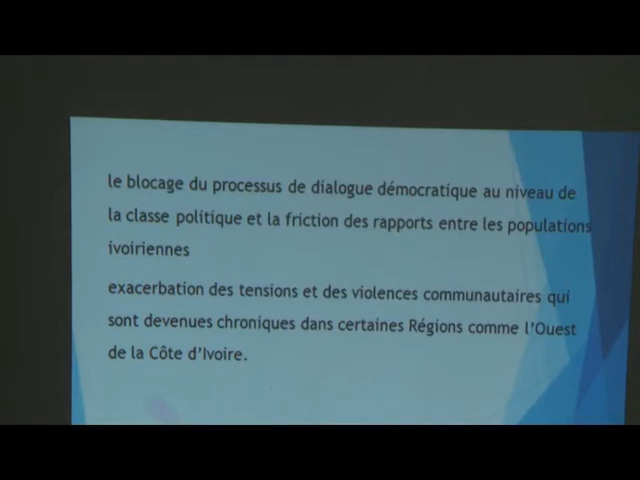 le blocage du processus de dialogue démocratique au niveau de
la classe politique et la friction des rapports entre les populations
ivoiriennes
exacerbation des tensions et des violences communautaires qui
sont devenues chroniques dans certaines Régions comme l'Ouest
de la Côte d'Ivoire.